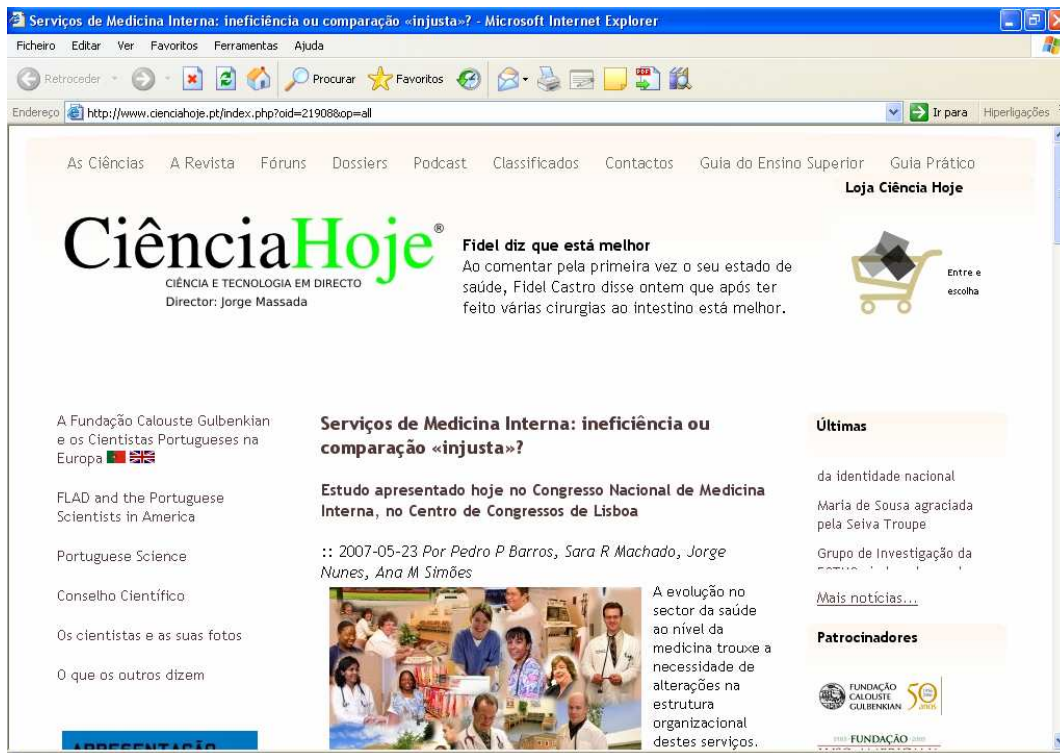 Serviços de Medicina Interna: ineficiência ou comparação «injusta»? - Microsoft Internet Explorer
Ficheiro Editar Ver Favoritos Ferramentas Ajuda
Retroceder Procurar Favoritos
Endereço http://www.cienciahoje.pt/index.php?oid=21908&op=all Ir para Hiperligações
As Ciências A Revista Fóruns Dossiers Podcast Classificados Contactos Guia do Ensino Superior Guia Prático
Loja Ciência Hoje
CiênciaHoje®
CIÊNCIA E TECNOLOGIA EM DIRECTO
Director: Jorge Massada
Fidel diz que está melhor
Ao comentar pela primeira vez o seu estado de
saúde, Fidel Castro disse ontem que após ter
feito várias cirurgias ao intestino está melhor.
Entre e
escolha
A Fundação Calouste Gulbenkian
e os Cientistas Portugueses na
Europa
FLAD and the Portuguese
Scientists in America
Portuguese Science
Conselho Científico
Os cientistas e as suas fotos
O que os outros dizem
APRESENTAÇÃO
Serviços de Medicina Interna: ineficiência ou
comparação «injusta»?
Estudo apresentado hoje no Congresso Nacional de Medicina
Interna, no Centro de Congressos de Lisboa
:: 2007-05-23 Por Pedro P Barros, Sara R Machado, Jorge
Nunes, Ana M Simões
A evolução no
sector da saúde
ao nível da
medicina trouxe a
necessidade de
alterações na
estrutura
organizacional
destes serviços.
Últimas
da identidade nacional
Maria de Sousa agraciada
pela Seiva Troupe
Grupo de Investigação da
Mais notícias...
Patrocinadores
FUNDAÇÃO
CALOUSTE
GULBENKIAN
50
anos
FUNDAÇÃO